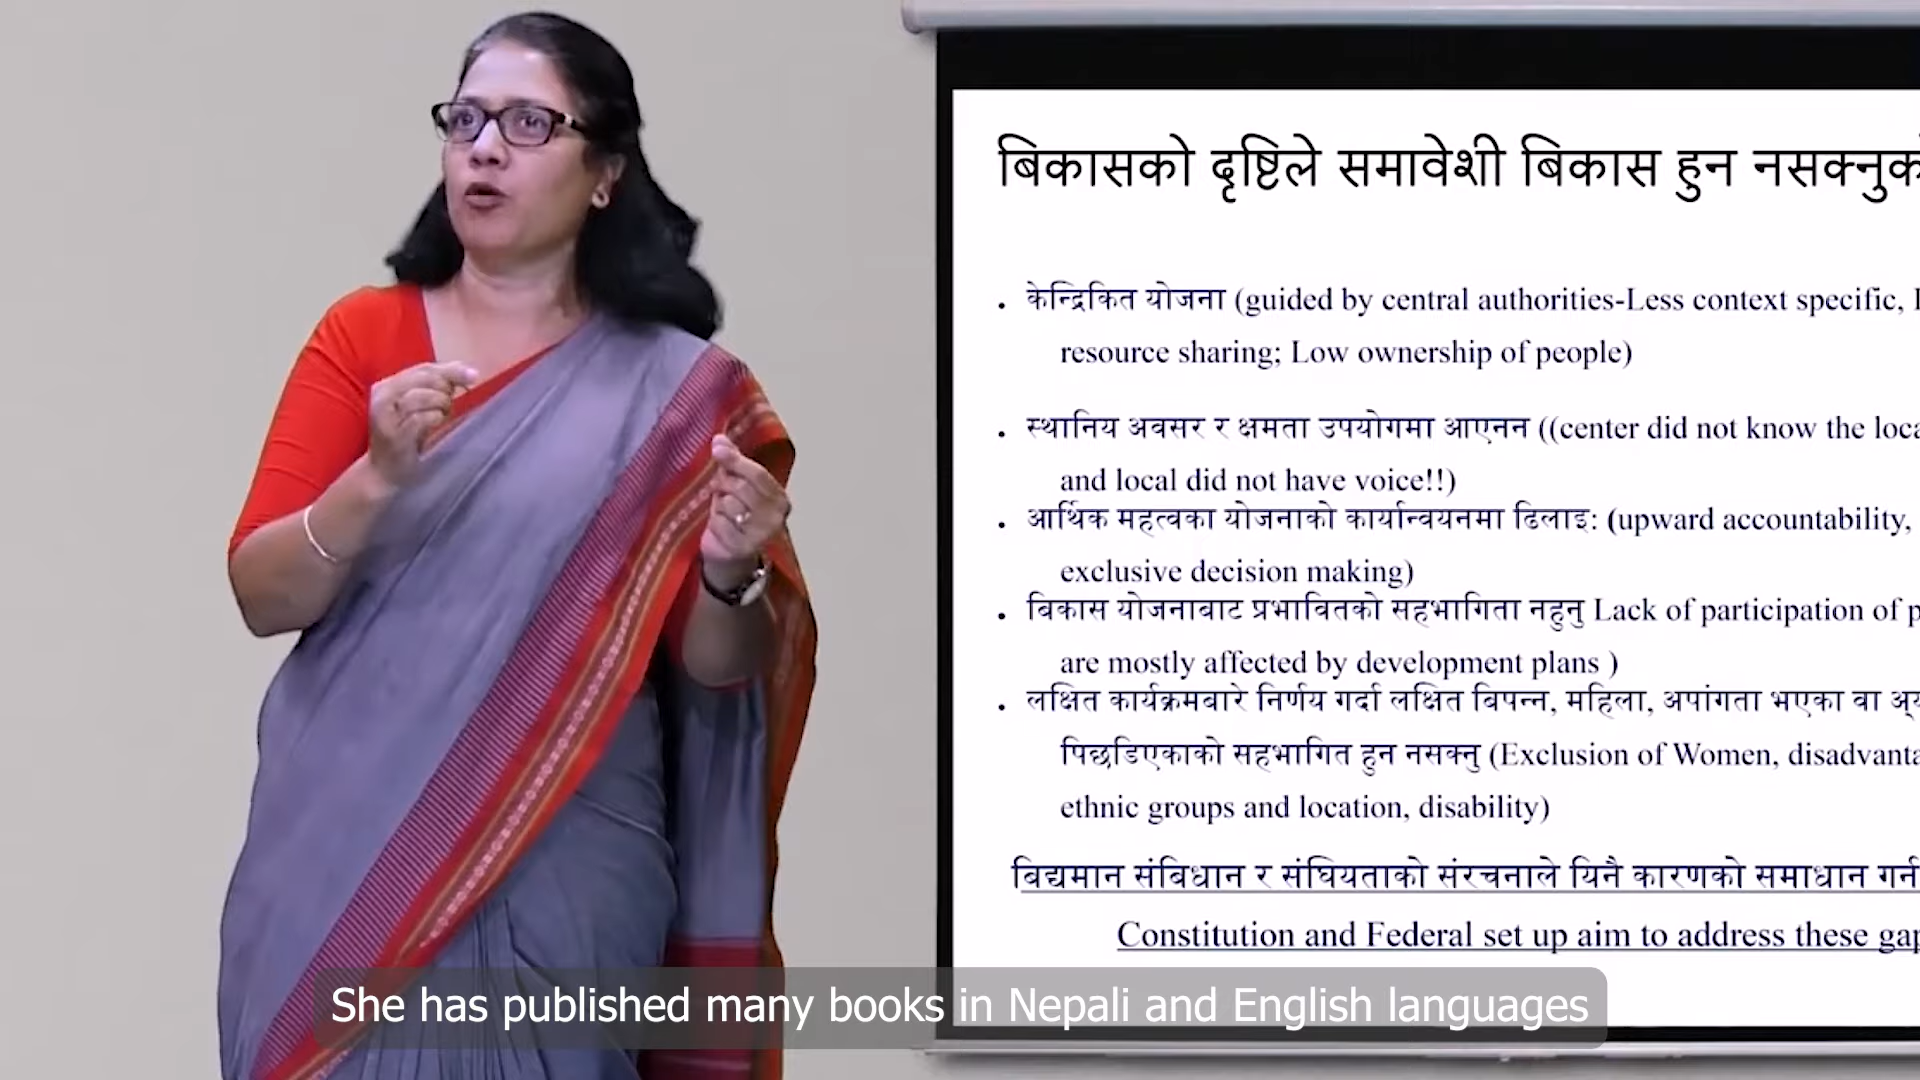 बिकासको दृष्टिले समावेशी बिकास हुन नसक्नुक
. केन्द्रिकित योजना (guided by central authorities-Less context specific,
resource sharing; Low ownership of people)
. स्थानिय अवसर र क्षमता उपयोगमा आएनन ((center did not know the loca
and local did not have voice!!)
. आर्थिक महत्वका योजनाको कार्यान्वयनमा ढिलाइ: (upward accountability,
exclusive decision making)
. बिकास योजनाबाट प्रभावितको सहभागिता नहुनु Lack of participation of p
are mostly affected by development plans )
. लक्षित कार्यक्रमबारे निर्णय गर्दा लक्षित बिपन्न, महिला, अपांगता भएका वा
पिछडिएकाको सहभागित हुन नसक्नु (Exclusion of Women, disadvanta
ethnic groups and location, disability)
बिद्यमान संबिधान र संघियताको संरचनाले यिनै कारणको समाधान गर्न
Constitution and Federal set up aim to address these gap
She has published many books in Nepali and English languages